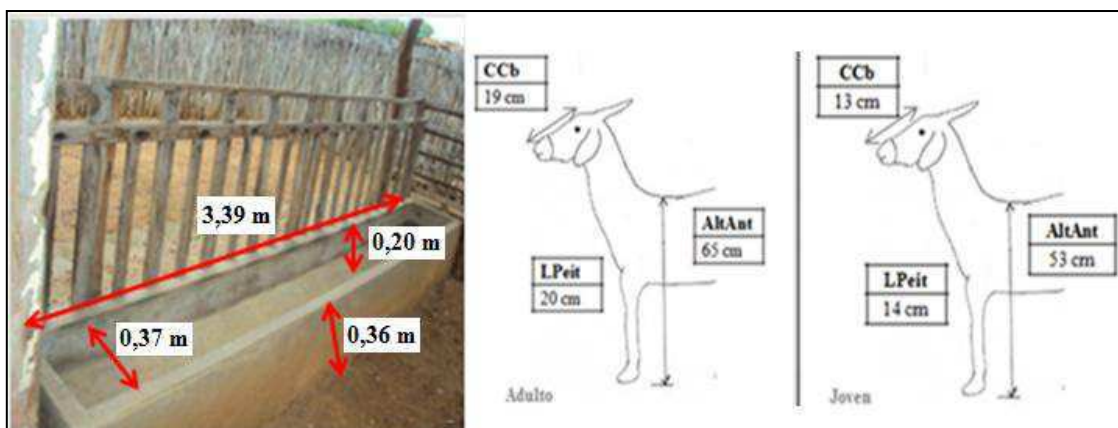 3,39 m
0,20 m
0,37 m
0,36 m
CCb
19 cm
AltAnt
65 cm
LPeit
20 cm
Adulto
CCb
13 cm
AltAnt
53 cm
LPeit
14 cm
Joven